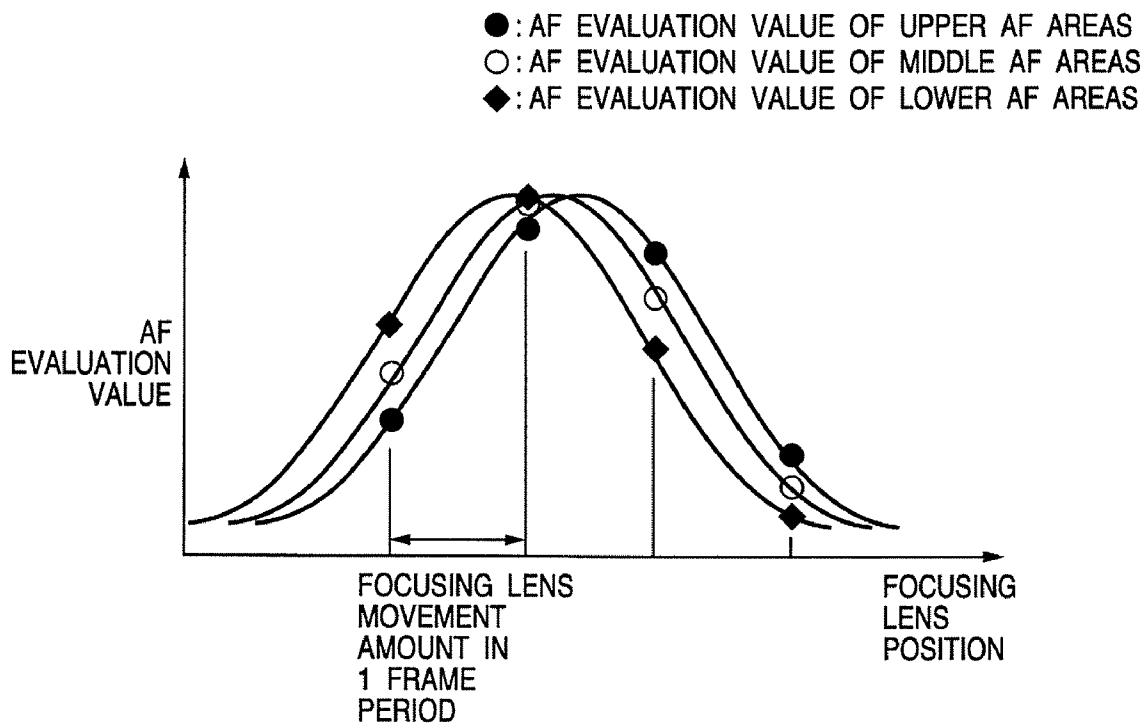 ●: AF EVALUATION VALUE OF UPPER AF AREAS
○: AF EVALUATION VALUE OF MIDDLE AF AREAS
◆: AF EVALUATION VALUE OF LOWER AF AREAS
AF
EVALUATION
VALUE
FOCUSING LENS
MOVEMENT
AMOUNT IN
1 FRAME
PERIOD
FOCUSING
LENS
POSITION